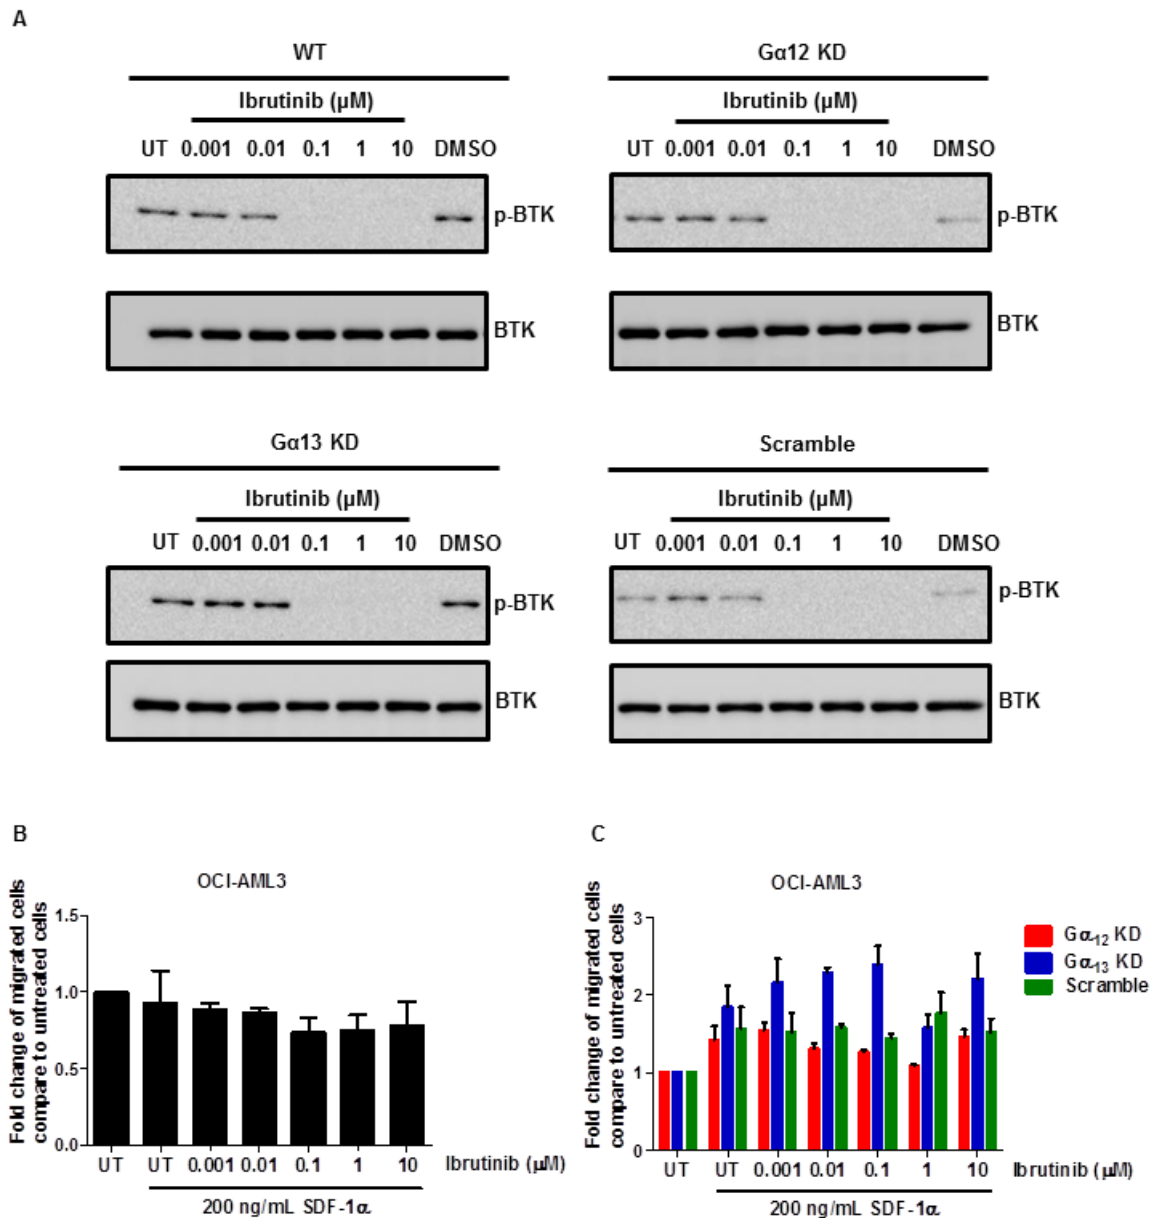 A
WT
Ibrutinib (μM)
UT 0.001 0.01 0.1 1 10 DMSO
p-BTK
BTK
Gα12 KD
Ibrutinib (μM)
UT 0.001 0.01 0.1 1 10 DMSO
p-BTK
BTK
Gα13 KD
Ibrutinib (μM)
UT 0.001 0.01 0.1 1 10 DMSO
p-BTK
BTK
Scramble
Ibrutinib (μM)
UT 0.001 0.01 0.1 1 10 DMSO
p-BTK
BTK
B
OCI-AML3
Fold change of migrated cells
compare to untreated cells
1.5
1.0
0.5
0.0
UT UT 0.001 0.01 0.1 1 10 Ibrutinib (μM)
200 ng/mL SDF-1α
C
OCI-AML3
Fold change of migrated cells
compare to untreated cells
3
2
1
0
UT UT 0.001 0.01 0.1 1 10 Ibrutinib (μM)
200 ng/mL SDF-1α
Gα₁₂ KD
Gα₁₃ KD
Scramble